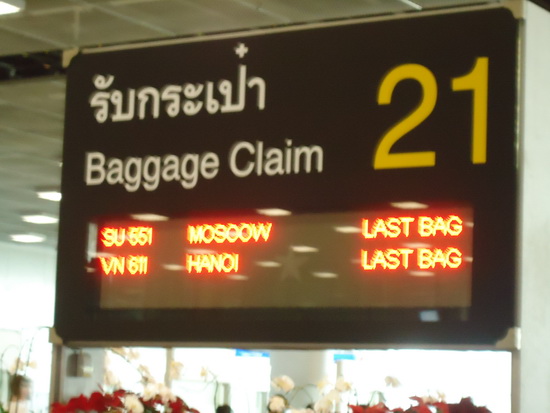 รับกระเป๋า
21
Baggage Claim
SU 551 MOSCOW LAST BAG
VN 611 HANOI LAST BAG